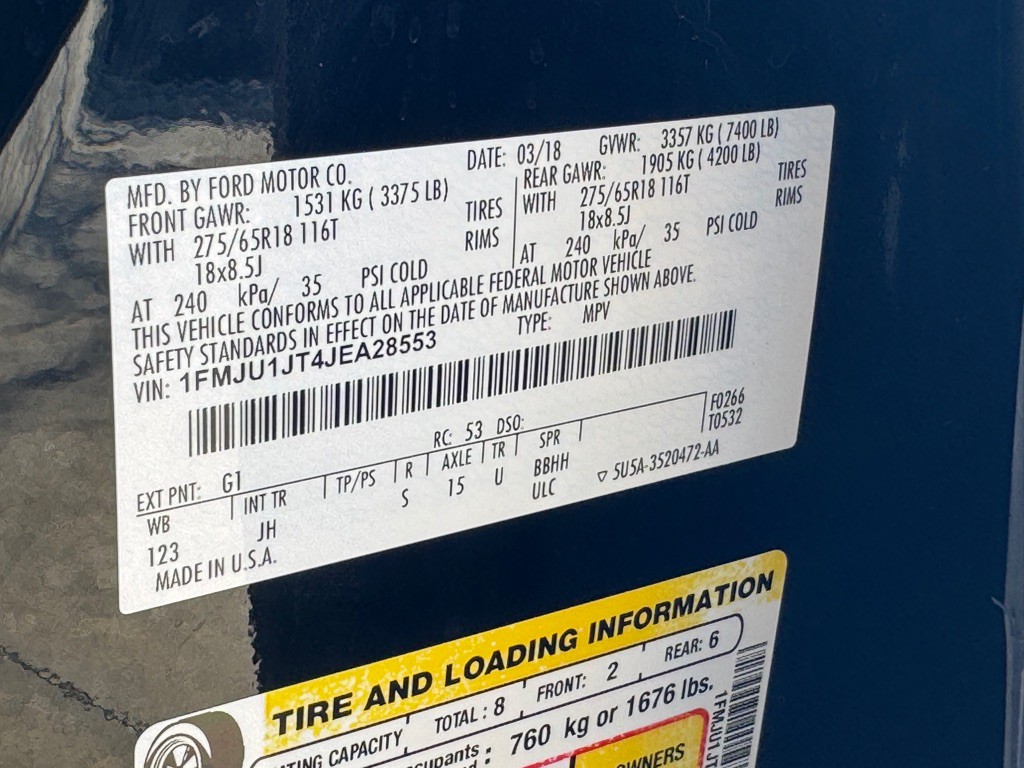 MFD. BY FORD MOTOR CO.
DATE: 03/18 GVWR: 3357 KG ( 7400 LB)
FRONT GAWR: 1531 KG ( 3375 LB)
REAR GAWR: 1905 KG ( 4200 LB)
WITH 275/65R18 116T TIRES
WITH 275/65R18 116T TIRES
18x8.5J RIMS
18x8.5J RIMS
AT 240 kPa/ 35 PSI COLD
AT 240 kPa/ 35 PSI COLD
THIS VEHICLE CONFORMS TO ALL APPLICABLE FEDERAL MOTOR VEHICLE
SAFETY STANDARDS IN EFFECT ON THE DATE OF MANUFACTURE SHOWN ABOVE.
VIN: 1FMJU1JT4JEA28553 TYPE: MPV
F0266
T0532
EXT PNT: G1 RC: 53 DSO:
WB INT TR TP/PS R AXLE TR SPR
123 JH S 15 U BBHH
ULC
MADE IN U.S.A. 5U5A-3520472-AA
TIRE AND LOADING INFORMATION
TOTAL : 8 FRONT: 2 REAR: 6
CAPACITY
760 kg or 1676 lbs.
OWNERS
1FMJU1JT